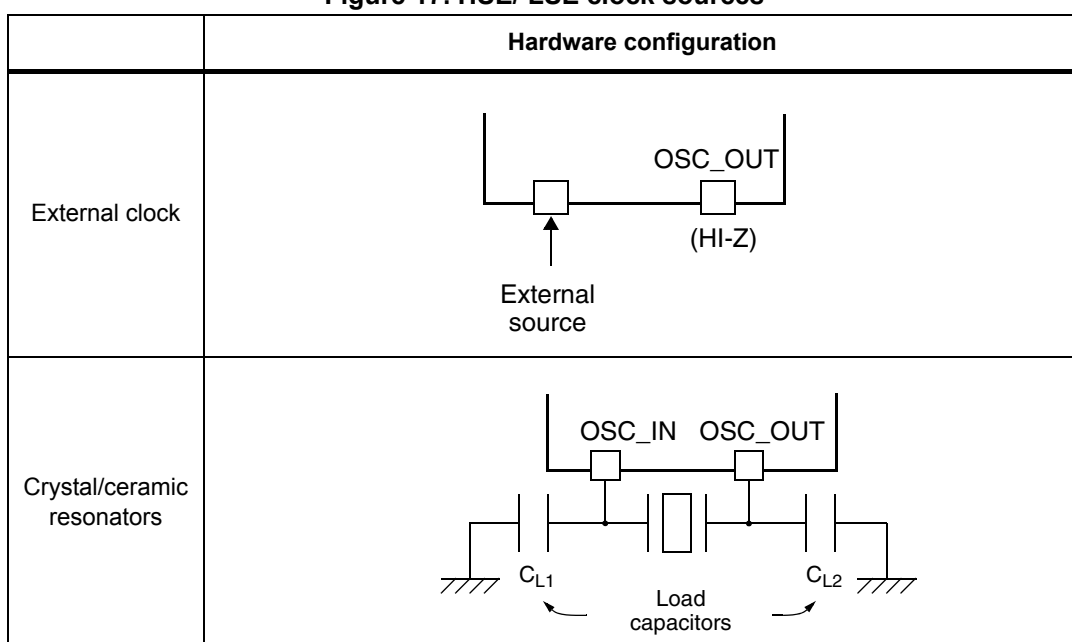 Figure 17. HSE/ LSE clock sources
Hardware configuration
External clock
OSC_OUT
(HI-Z)
External
source
Crystal/ceramic
resonators
OSC_IN OSC_OUT
CL1
CL2
Load
capacitors